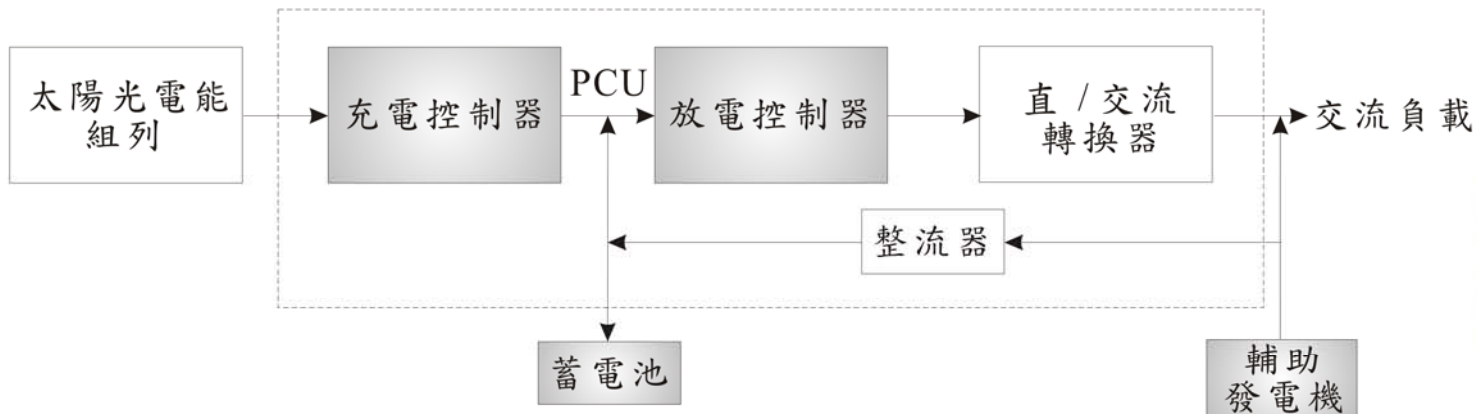 太陽光電能
組列
充電控制器
PCU
放電控制器
直 / 交流
轉換器
交流負載
整流器
蓄電池
輔助
發電機